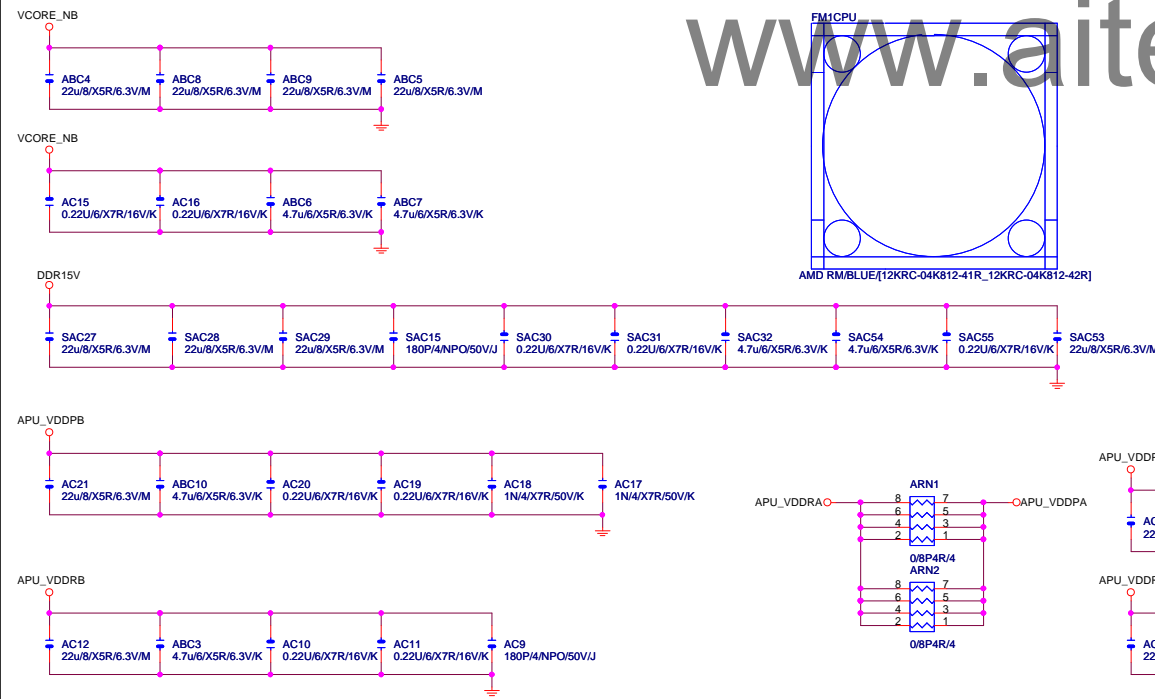 VCORE_NB
ABC4
22u/8/X5R/6.3V/M
ABC8
22u/8/X5R/6.3V/M
ABC9
22u/8/X5R/6.3V/M
ABC5
22u/8/X5R/6.3V/M
www.aite
FM1CPU
AMD RM/BLUE/[12KRC-04K812-41R_12KRC-04K812-42R]
VCORE_NB
AC15
0.22U/6/X7R/16V/K
AC16
0.22U/6/X7R/16V/K
ABC6
4.7u/6/X5R/6.3V/K
ABC7
4.7u/6/X5R/6.3V/K
DDR15V
SAC27
22u/8/X5R/6.3V/M
SAC28
22u/8/X5R/6.3V/M
SAC29
22u/8/X5R/6.3V/M
SAC15
180P/4/NPO/50V/J
SAC30
0.22U/6/X7R/16V/K
SAC31
0.22U/6/X7R/16V/K
SAC32
4.7u/6/X5R/6.3V/K
SAC54
4.7u/6/X5R/6.3V/K
SAC55
0.22U/6/X7R/16V/K
SAC53
22u/8/X5R/6.3V/M
APU_VDDPB
AC21
22u/8/X5R/6.3V/M
ABC10
4.7u/6/X5R/6.3V/K
AC20
0.22U/6/X7R/16V/K
AC19
0.22U/6/X7R/16V/K
AC18
1N/4/X7R/50V/K
AC17
1N/4/X7R/50V/K
APU_VDDRA
ARN1
8 7
6 5
4 3
2 1
0/8P4R/4
APU_VDDPA
ARN2
8 7
6 5
4 3
2 1
0/8P4R/4
APU_VDDP
AC
22
APU_VDDRB
AC12
22u/8/X5R/6.3V/M
ABC3
4.7u/6/X5R/6.3V/K
AC10
0.22U/6/X7R/16V/K
AC11
0.22U/6/X7R/16V/K
AC9
180P/4/NPO/50V/J
APU_VDDR
AC
22